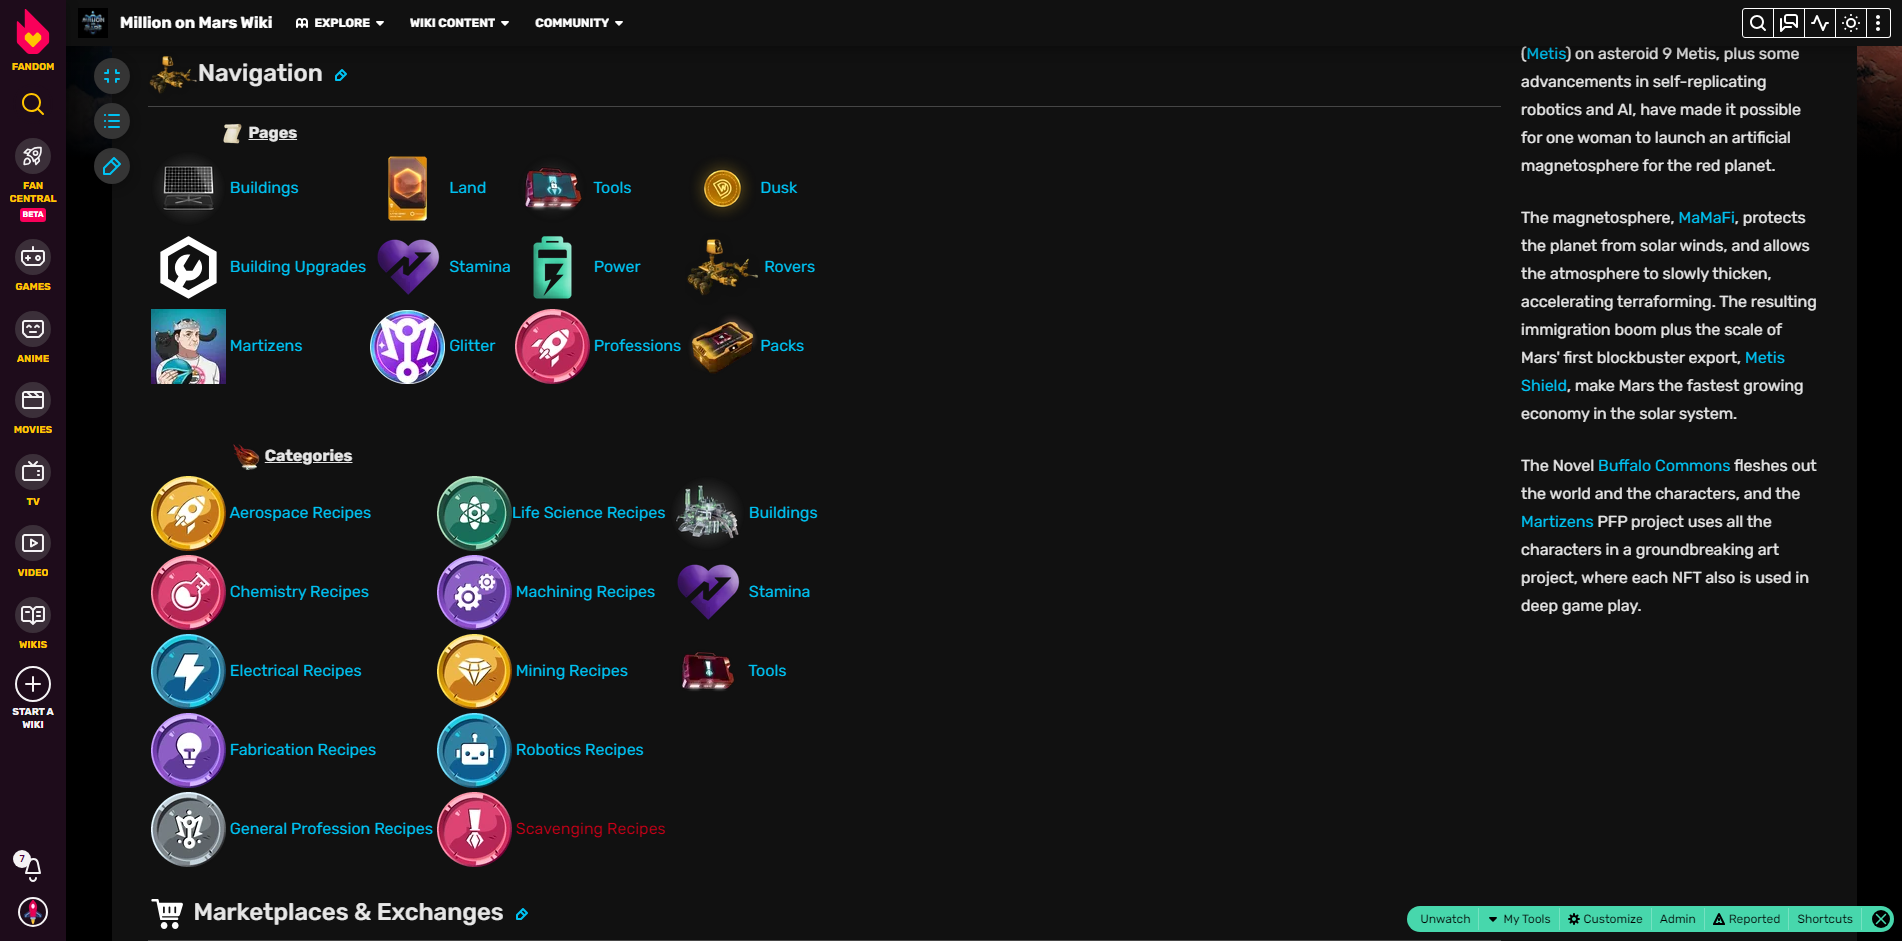 Million on Mars Wiki
EXPLORE
WIKI CONTENT
COMMUNITY
FANDOM
FAN
CENTRAL
BETA
GAMES
ANIME
MOVIES
TV
VIDEO
WIKIS
START A
WIKI
7
Navigation
Pages
Buildings
Land
Tools
Dusk
Building Upgrades
Stamina
Power
Rovers
Martizens
Glitter
Professions
Packs
Categories
Aerospace Recipes
Life Science Recipes
Buildings
Chemistry Recipes
Machining Recipes
Stamina
Electrical Recipes
Mining Recipes
Tools
Fabrication Recipes
Robotics Recipes
General Profession Recipes
Scavenging Recipes
Marketplaces & Exchanges
(Metis) on asteroid 9 Metis, plus some
advancements in self-replicating
robotics and AI, have made it possible
for one woman to launch an artificial
magnetosphere for the red planet.
The magnetosphere, MaMaFi, protects
the planet from solar winds, and allows
the atmosphere to slowly thicken,
accelerating terraforming. The resulting
immigration boom plus the scale of
Mars' first blockbuster export, Metis
Shield, make Mars the fastest growing
economy in the solar system.
The Novel Buffalo Commons fleshes out
the world and the characters, and the
Martizens PFP project uses all the
characters in a groundbreaking art
project, where each NFT also is used in
deep game play.
Unwatch
My Tools
Customize
Admin
Reported
Shortcuts